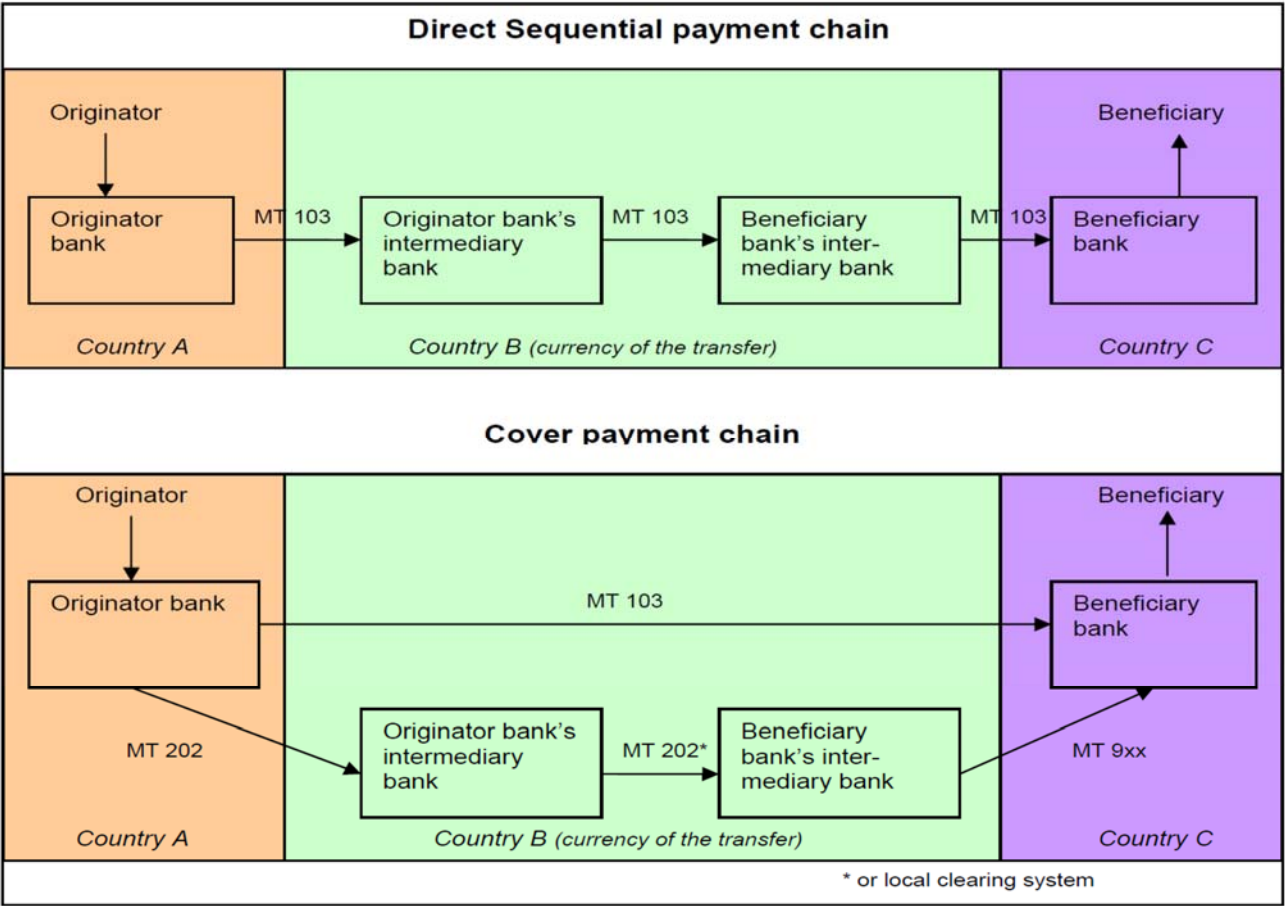 Direct Sequential payment chain
Originator
Beneficiary
Originator
bank
MT 103
Originator bank's
intermediary
bank
MT 103
Beneficiary
bank's inter-
mediary bank
MT 103
Beneficiary
bank
Country A
Country B (currency of the transfer)
Country C
Cover payment chain
Originator
Beneficiary
Originator bank
MT 103
Beneficiary
bank
MT 202
Originator bank's
intermediary
bank
MT 202*
Beneficiary
bank's inter-
mediary bank
MT 9xx
Country A
Country B (currency of the transfer)
Country C
* or local clearing system